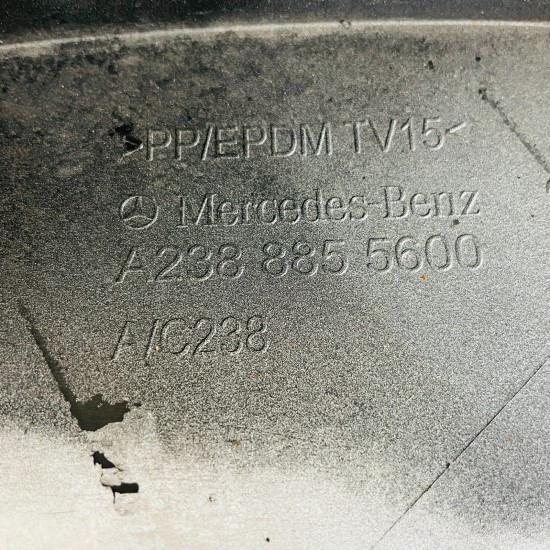 >PP/EPDM TV15<
Mercedes-Benz
A238 885 5600
A/C238